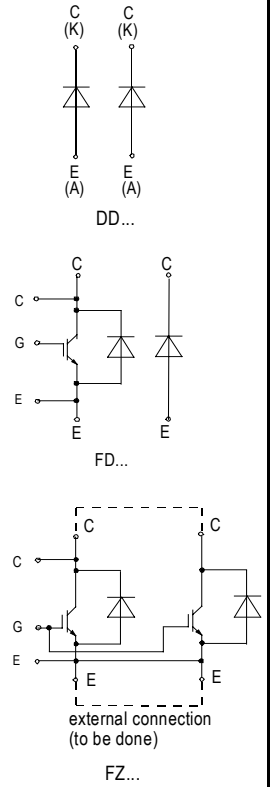 C C
(K) (K)
E E
(A) (A)
DD...
C C
C
G
E
E E
FD...
C C
C
G
E
E E
external connection
(to be done)
FZ...